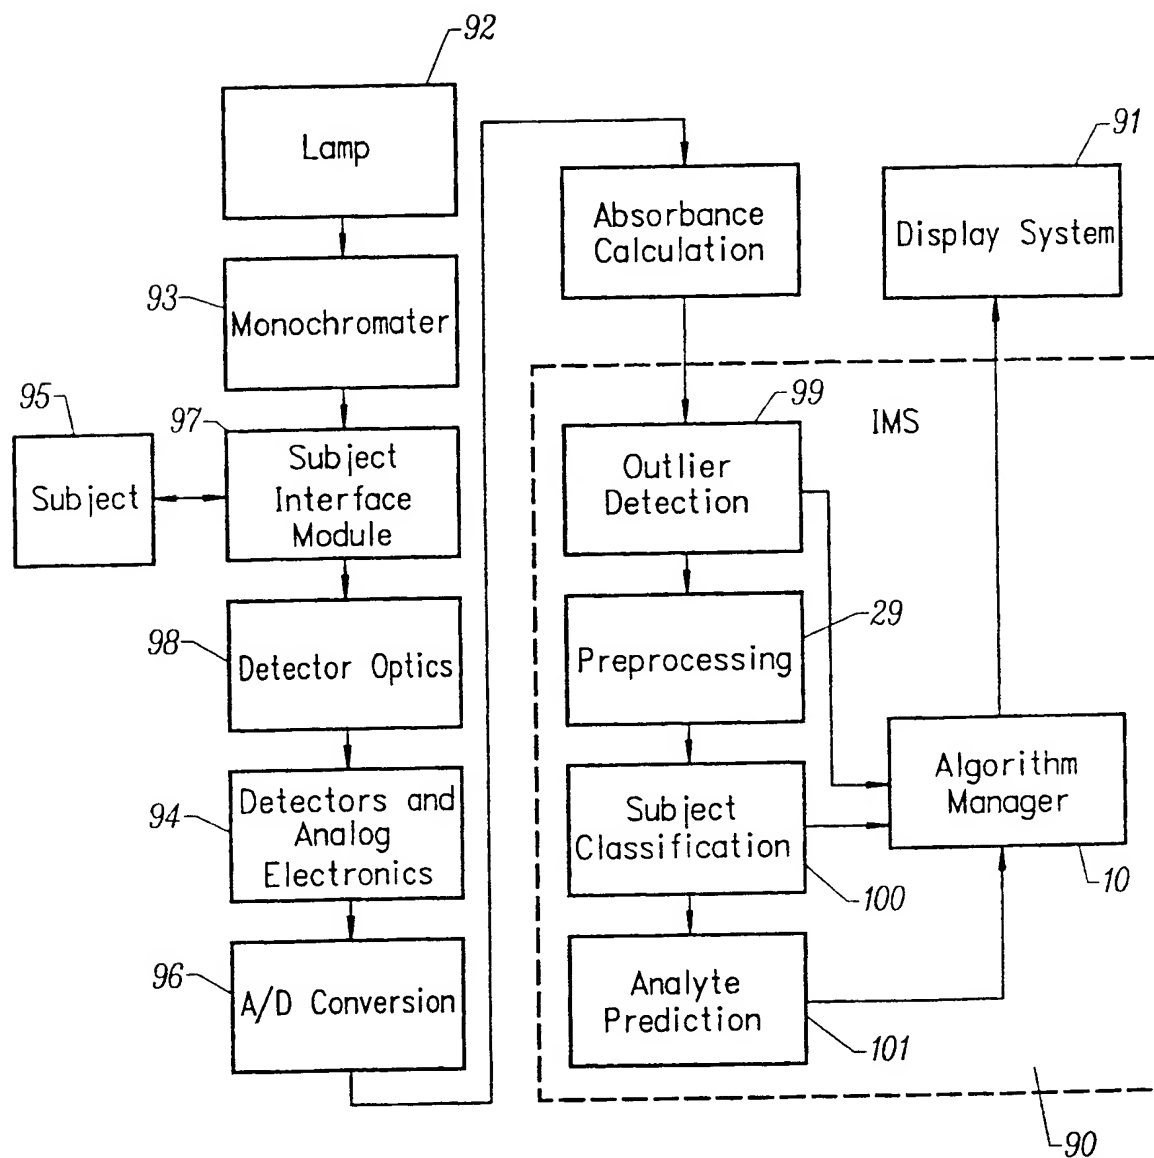 92
Lamp
93
Monochromater
95
Subject
97
Subject
Interface
Module
98
Detector Optics
94
Detectors and
Analog
Electronics
96
A/D Conversion
Absorbance
Calculation
91
Display System
IMS
99
Outlier
Detection
29
Preprocessing
Subject
Classification
100
Algorithm
Manager
10
Analyte
Prediction
101
90